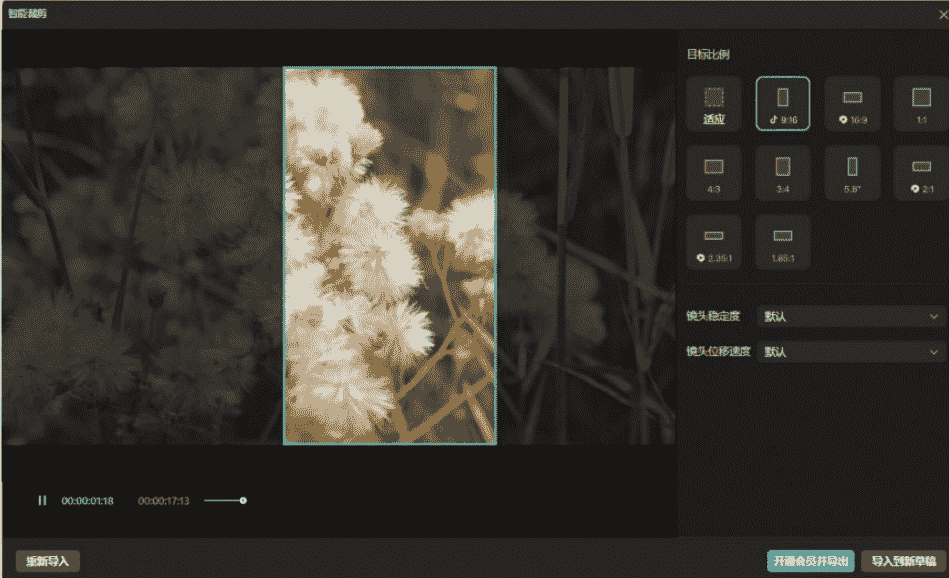 智能裁剪
目标比例
适应
9:16
16:9
1:1
4:3
3:4
5.8"
2:1
2.35:1
1.85:1
镜头稳定度 默认
镜头位移速度 默认
00:00:01:18 00:00:17:13
重新导入 开通会员并导出 导入到新草稿